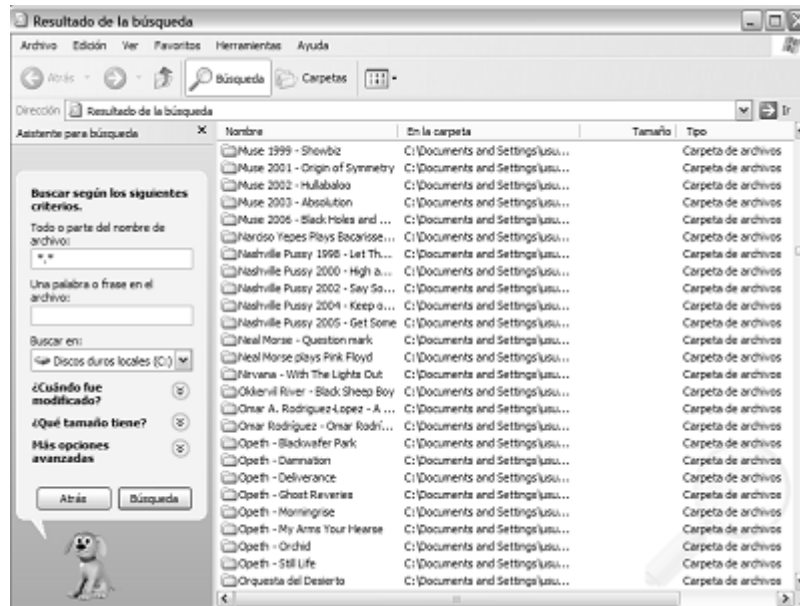 Resultado de la búsqueda
Archivo Edición Ver Favoritos Herramientas Ayuda
Atrás Búsqueda Carpetas
Dirección Resultado de la búsqueda Ir
Asistente para búsqueda
Buscar según los siguientes
criterios.
Todo o parte del nombre de
archivo:
*.*
Una palabra o frase en el
archivo:
Buscar en:
Discos duros locales (C:)
¿Cuándo fue
modificado?
¿Qué tamaño tiene?
Más opciones
avanzadas
Atrás Búsqueda
Nombre En la carpeta Tamaño Tipo
Muse 1999 - Showbiz C:\Documents and Settings\usu... Carpeta de archivos
Muse 2001 - Origin of Symmetry C:\Documents and Settings\usu... Carpeta de archivos
Muse 2002 - Hullabaloo C:\Documents and Settings\usu... Carpeta de archivos
Muse 2003 - Absolution C:\Documents and Settings\usu... Carpeta de archivos
Muse 2006 - Black Holes and ... C:\Documents and Settings\usu... Carpeta de archivos
Narciso Yepes Plays Bacarisse... C:\Documents and Settings\usu... Carpeta de archivos
Nashville Pussy 1998 - Let Th... C:\Documents and Settings\usu... Carpeta de archivos
Nashville Pussy 2000 - High a... C:\Documents and Settings\usu... Carpeta de archivos
Nashville Pussy 2002 - Say So... C:\Documents and Settings\usu... Carpeta de archivos
Nashville Pussy 2004 - Keep o... C:\Documents and Settings\usu... Carpeta de archivos
Nashville Pussy 2005 - Get Some C:\Documents and Settings\usu... Carpeta de archivos
Neal Morse - Question mark C:\Documents and Settings\usu... Carpeta de archivos
Neal Morse plays Pink Floyd C:\Documents and Settings\usu... Carpeta de archivos
Nirvana - With The Lights Out C:\Documents and Settings\usu... Carpeta de archivos
Okkervil River - Black Sheep Boy C:\Documents and Settings\usu... Carpeta de archivos
Omar A. Rodriguez-Lopez - A ... C:\Documents and Settings\usu... Carpeta de archivos
Omar Rodríguez - Omar Rodrí... C:\Documents and Settings\usu... Carpeta de archivos
Opeth - Blackwater Park C:\Documents and Settings\usu... Carpeta de archivos
Opeth - Damnation C:\Documents and Settings\usu... Carpeta de archivos
Opeth - Deliverance C:\Documents and Settings\usu... Carpeta de archivos
Opeth - Ghost Reveries C:\Documents and Settings\usu... Carpeta de archivos
Opeth - Morningrise C:\Documents and Settings\usu... Carpeta de archivos
Opeth - My Arms Your Hearse C:\Documents and Settings\usu... Carpeta de archivos
Opeth - Orchid C:\Documents and Settings\usu... Carpeta de archivos
Opeth - Still Life C:\Documents and Settings\usu... Carpeta de archivos
Orquesta del Desierto C:\Documents and Settings\usu... Carpeta de archivos